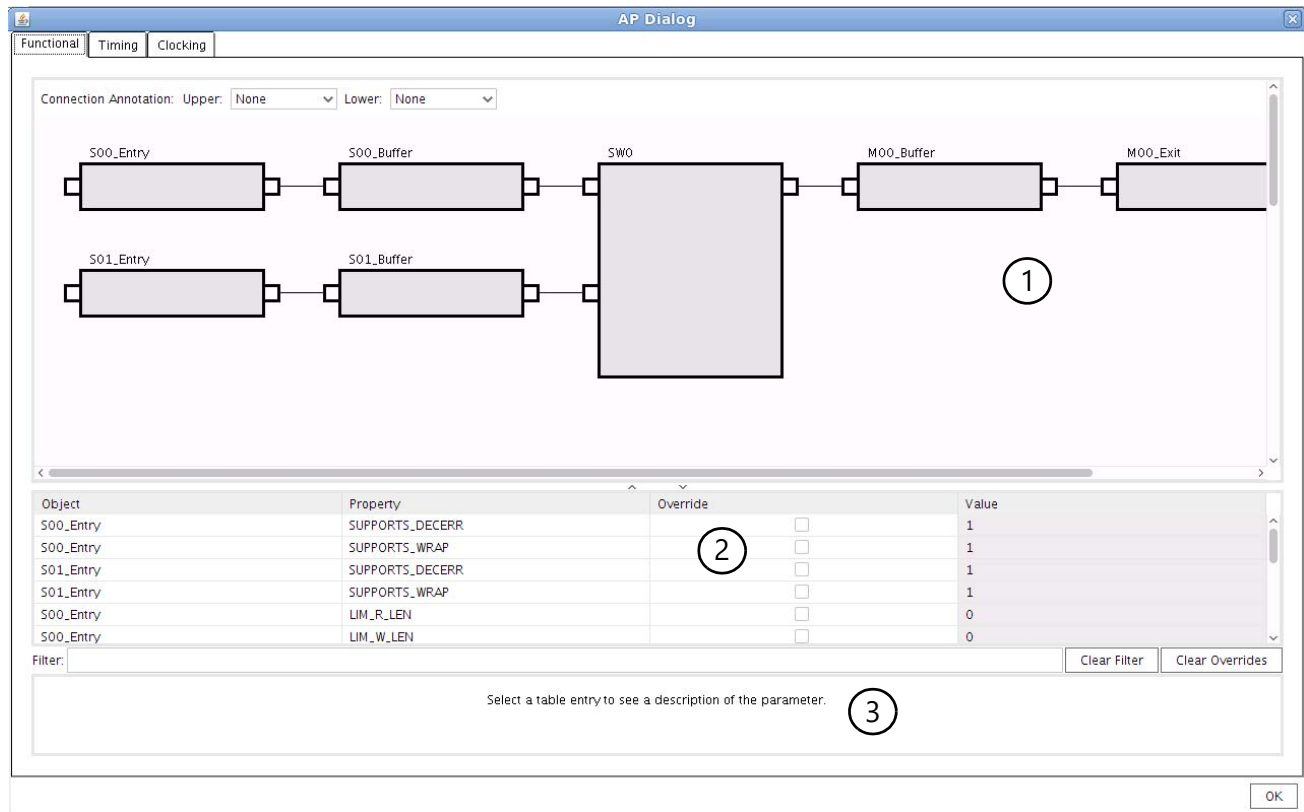 AP Dialog
Functional Timing Clocking
Connection Annotation: Upper: None Lower: None
S00_Entry S00_Buffer SW0 M00_Buffer M00_Exit
S01_Entry S01_Buffer
1
Object Property Override Value
S00_Entry SUPPORTS_DECERR 1
S00_Entry SUPPORTS_WRAP 1
2
S01_Entry SUPPORTS_DECERR 1
S01_Entry SUPPORTS_WRAP 1
S00_Entry LIM_R_LEN 0
S00_Entry LIM_W_LEN 0
Filter: Clear Filter Clear Overrides
Select a table entry to see a description of the parameter.
3
OK